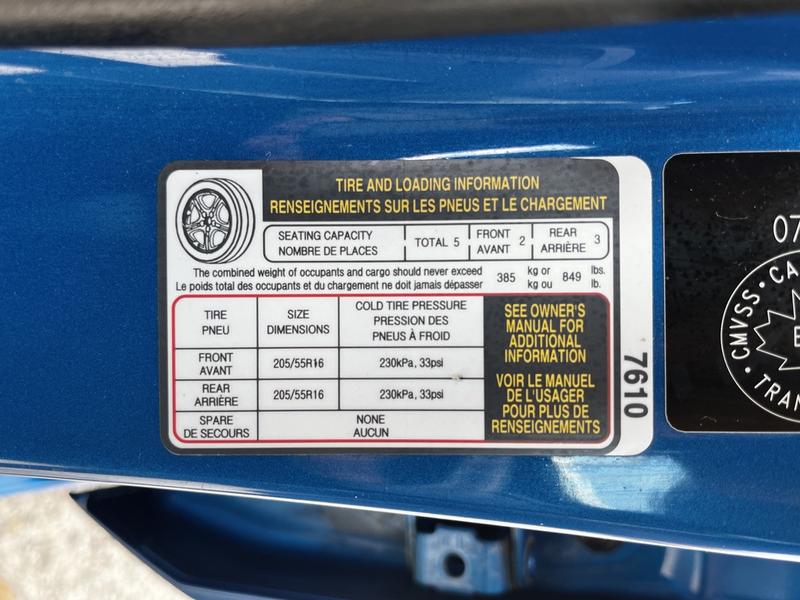 TIRE AND LOADING INFORMATION
RENSEIGNEMENTS SUR LES PNEUS ET LE CHARGEMENT
SEATING CAPACITY
NOMBRE DE PLACES
TOTAL 5
FRONT
AVANT 2
REAR
ARRIÈRE 3
The combined weight of occupants and cargo should never exceed
Le poids total des occupants et du chargement ne doit jamais dépasser
385 kg or 849 lbs.
kg ou lb.
TIRE
PNEU
SIZE
DIMENSIONS
COLD TIRE PRESSURE
PRESSION DES
PNEUS À FROID
FRONT
AVANT
205/55R16
230kPa, 33psi
REAR
ARRIÈRE
205/55R16
230kPa, 33psi
SPARE
DE SECOURS
NONE
AUCUN
SEE OWNER'S
MANUAL FOR
ADDITIONAL
INFORMATION
VOIR LE MANUEL
DE L'USAGER
POUR PLUS DE
RENSEIGNEMENTS
7610
07
CMVSS · CA
TRAN